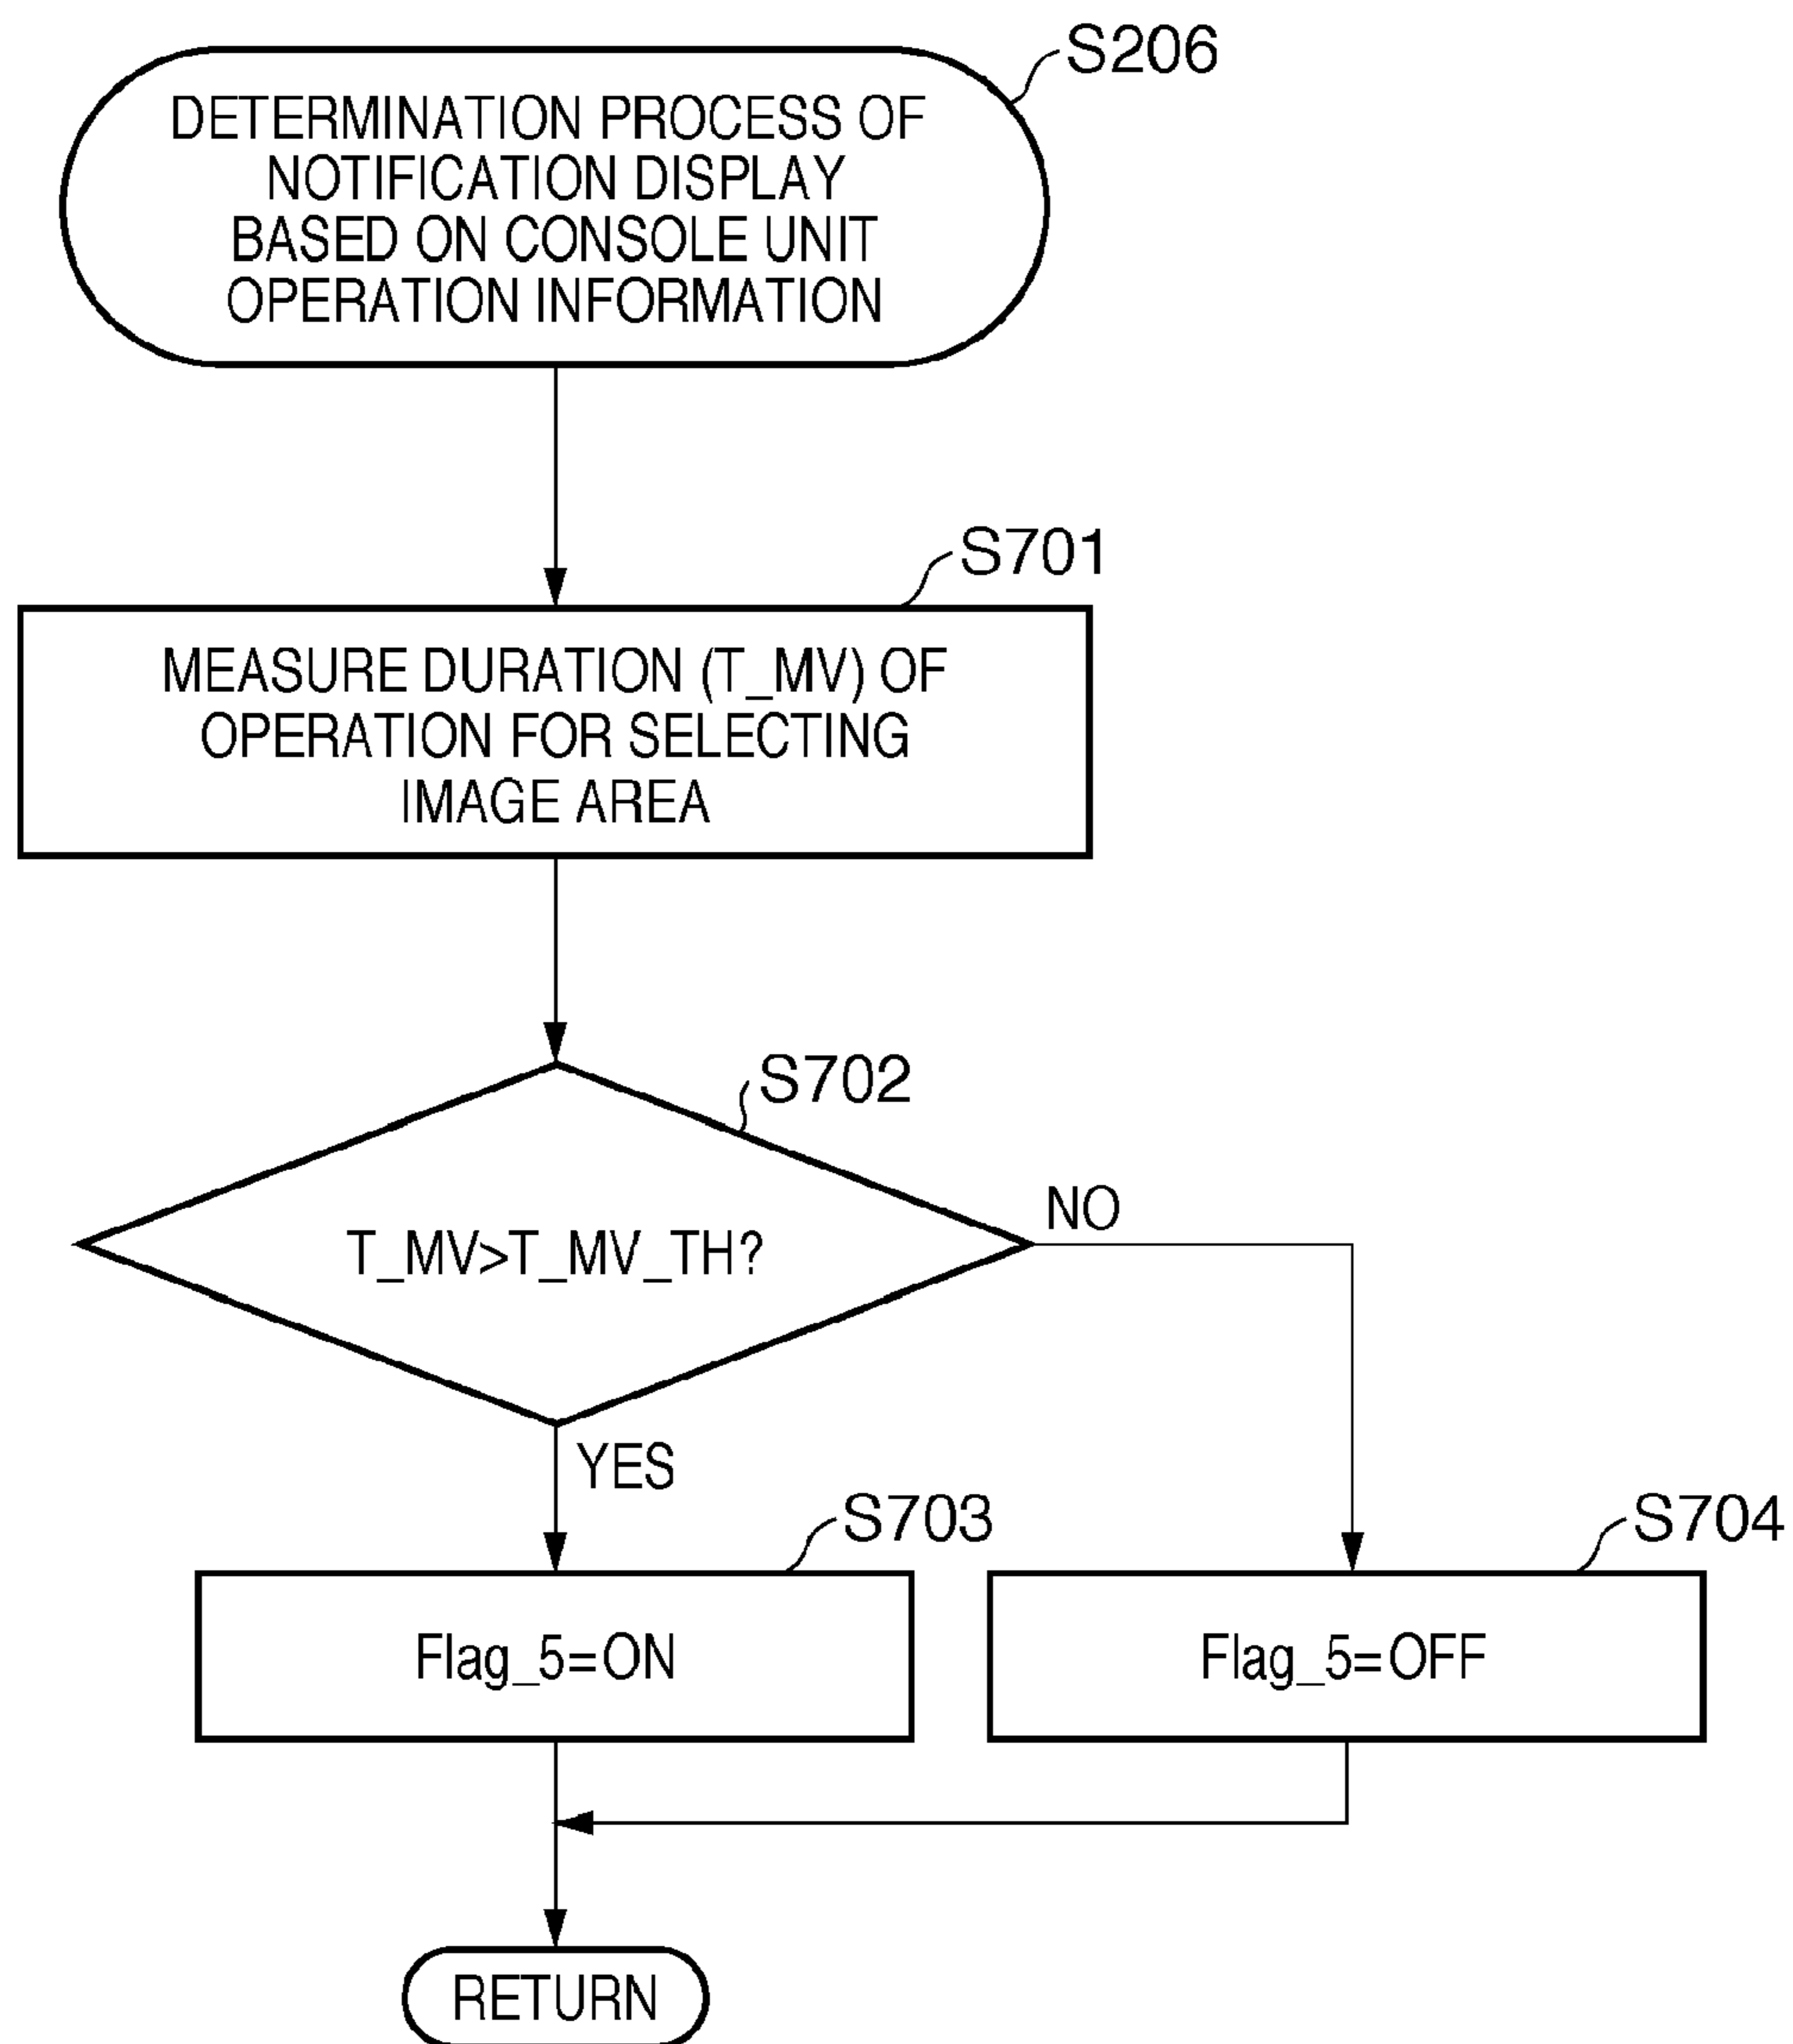 S206
DETERMINATION PROCESS OF
NOTIFICATION DISPLAY
BASED ON CONSOLE UNIT
OPERATION INFORMATION
S701
MEASURE DURATION (T_MV) OF
OPERATION FOR SELECTING
IMAGE AREA
S702
T_MV>T_MV_TH?
NO
YES
S703
Flag_5=ON
S704
Flag_5=OFF
RETURN